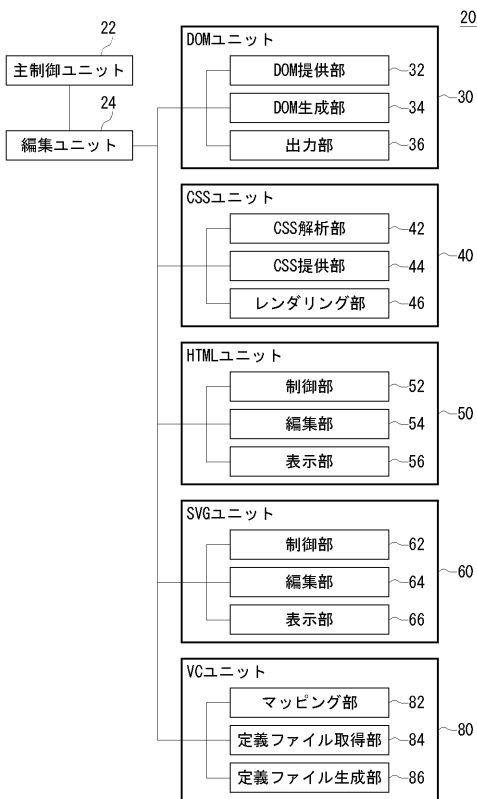 20
22
主制御ユニット
24
編集ユニット
DOMユニット
DOM提供部 32
DOM生成部 34
出力部 36
30
CSSユニット
CSS解析部 42
CSS提供部 44
レンダリング部 46
40
HTMLユニット
制御部 52
編集部 54
表示部 56
50
SVGユニット
制御部 62
編集部 64
表示部 66
60
VCユニット
マッピング部 82
定義ファイル取得部 84
定義ファイル生成部 86
80